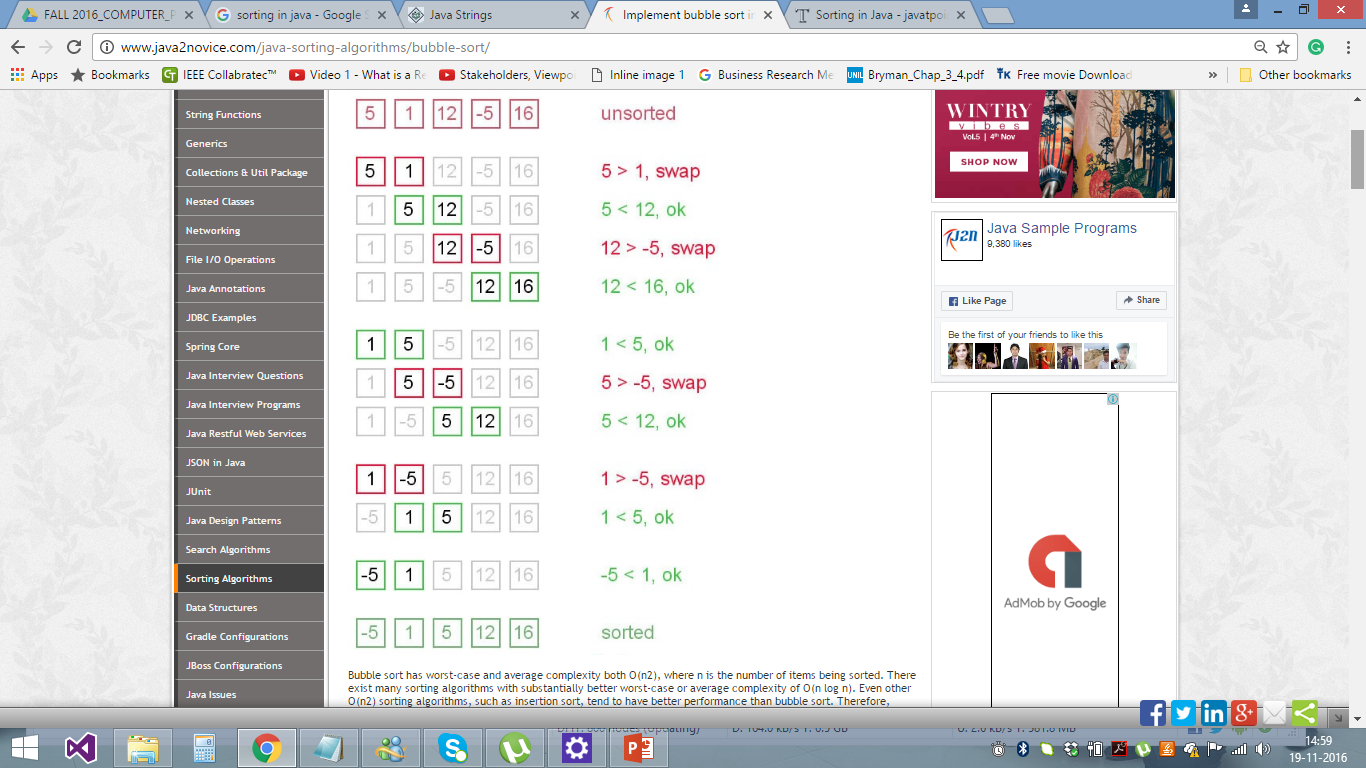 FALL 2016_COMPUTER_P
sorting in java - Google S
Java Strings
Implement bubble sort in
Sorting in Java - javatpoi
www.java2novice.com/java-sorting-algorithms/bubble-sort/
Apps
Bookmarks
CT IEEE Collabratec™
Video 1 - What is a Re
Stakeholders, Viewpoi
Inline image 1
Business Research Me
UNIL Bryman_Chap_3_4.pdf
TK Free movie Download
»
Other bookmarks
String Functions
Generics
Collections & Util Package
Nested Classes
Networking
File I/O Operations
Java Annotations
JDBC Examples
Spring Core
Java Interview Questions
Java Interview Programs
Java Restful Web Services
JSON in Java
JUnit
Java Design Patterns
Search Algorithms
Sorting Algorithms
Data Structures
Gradle Configurations
JBoss Configurations
Java Issues
5 1 12 -5 16 unsorted
5 1 12 -5 16 5 > 1, swap
1 5 12 -5 16 5 < 12, ok
1 5 12 -5 16 12 > -5, swap
1 5 -5 12 16 12 < 16, ok
1 5 -5 12 16 1 < 5, ok
1 5 -5 12 16 5 > -5, swap
1 -5 5 12 16 5 < 12, ok
1 -5 5 12 16 1 > -5, swap
-5 1 5 12 16 1 < 5, ok
-5 1 5 12 16 -5 < 1, ok
-5 1 5 12 16 sorted
Bubble sort has worst-case and average complexity both O(n2), where n is the number of items being sorted. There
exist many sorting algorithms with substantially better worst-case or average complexity of O(n log n). Even other
O(n2) sorting algorithms, such as insertion sort, tend to have better performance than bubble sort. Therefore,
WINTRY
vibes
Vol.5 | 4th Nov
SHOP NOW
J2N
Java Sample Programs
9,380 likes
Like Page
Share
Be the first of your friends to like this
AdMob by Google
14:59
19-11-2016